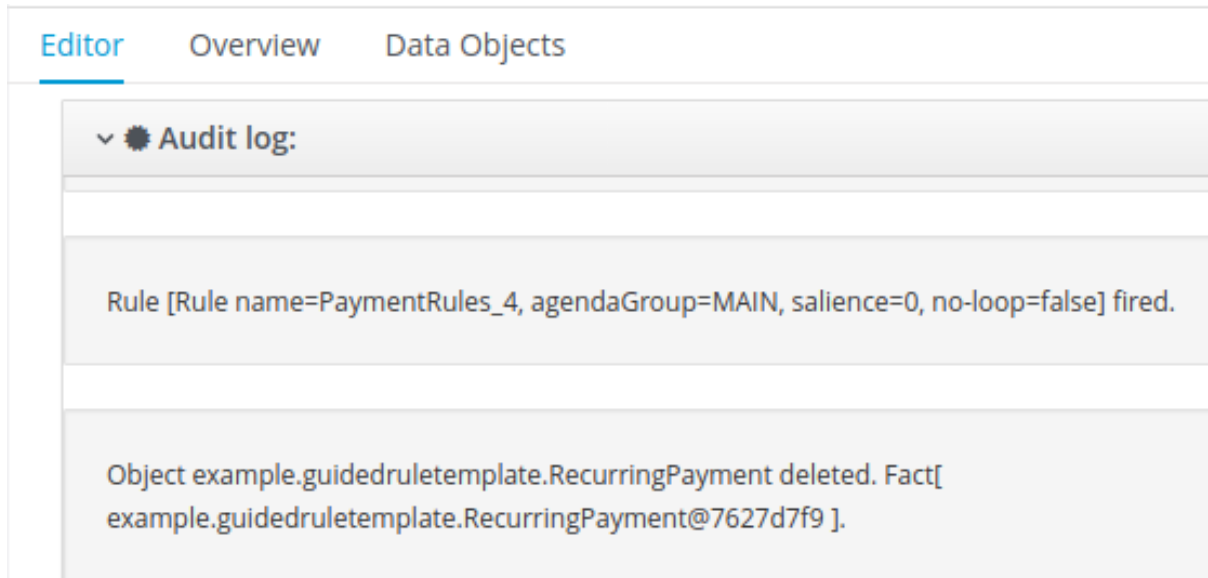 Editor Overview Data Objects
Audit log:
Rule [Rule name=PaymentRules_4, agendaGroup=MAIN, salience=0, no-loop=false] fired.
Object example.guidedruletemplate.RecurringPayment deleted. Fact[
example.guidedruletemplate.RecurringPayment@7627d7f9 ].